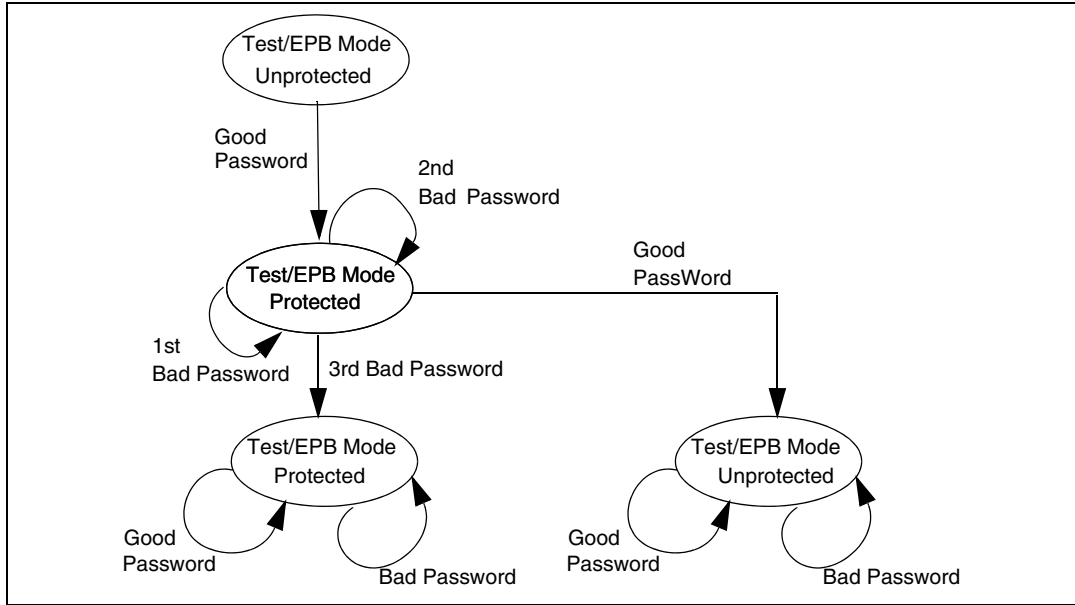 Test/EPB Mode
Unprotected
Good
Password
2nd
Bad Password
Test/EPB Mode
Protected
Good
PassWord
1st
Bad Password
3rd Bad Password
Test/EPB Mode
Protected
Good
Password
Bad Password
Test/EPB Mode
Unprotected
Good
Password
Bad Password